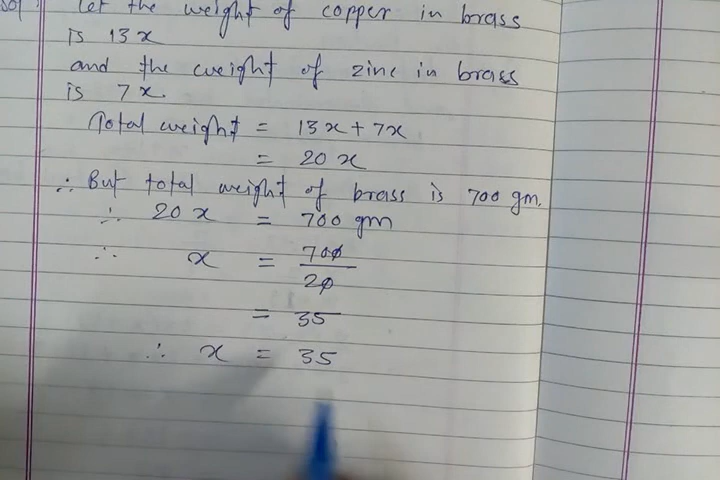 Sol Let the weight of copper in brass
is 13x
and the weight of zinc in brass
is 7x.
Total weight = 13x + 7x
= 20x
∴ But total weight of brass is 700 gm.
∴ 20x = 700 gm
∴ x = 700/20
= 35
∴ x = 35